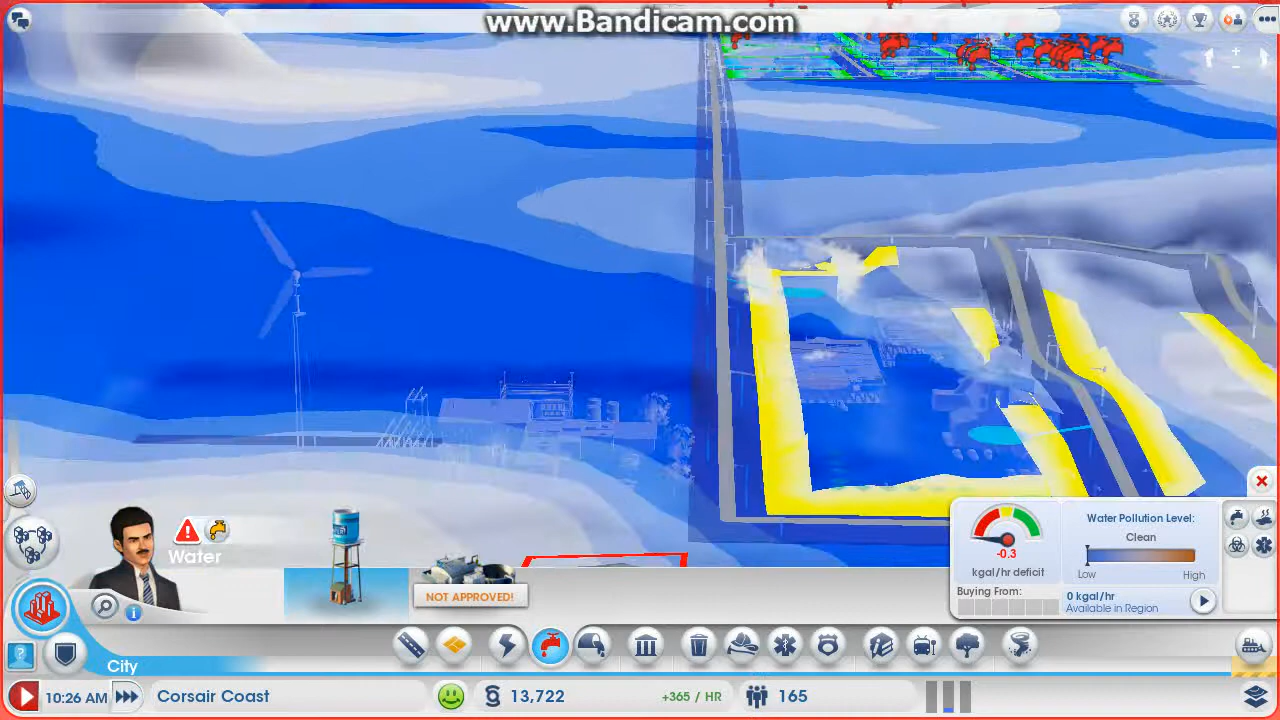 www.Bandicam.com
Water
NOT APPROVED!
-0.3
kgal/hr deficit
Buying From:
Water Pollution Level:
Clean
Low
High
0 kgal/hr
Available in Region
City
10:26 AM
Corsair Coast
13,722
+365 / HR
165